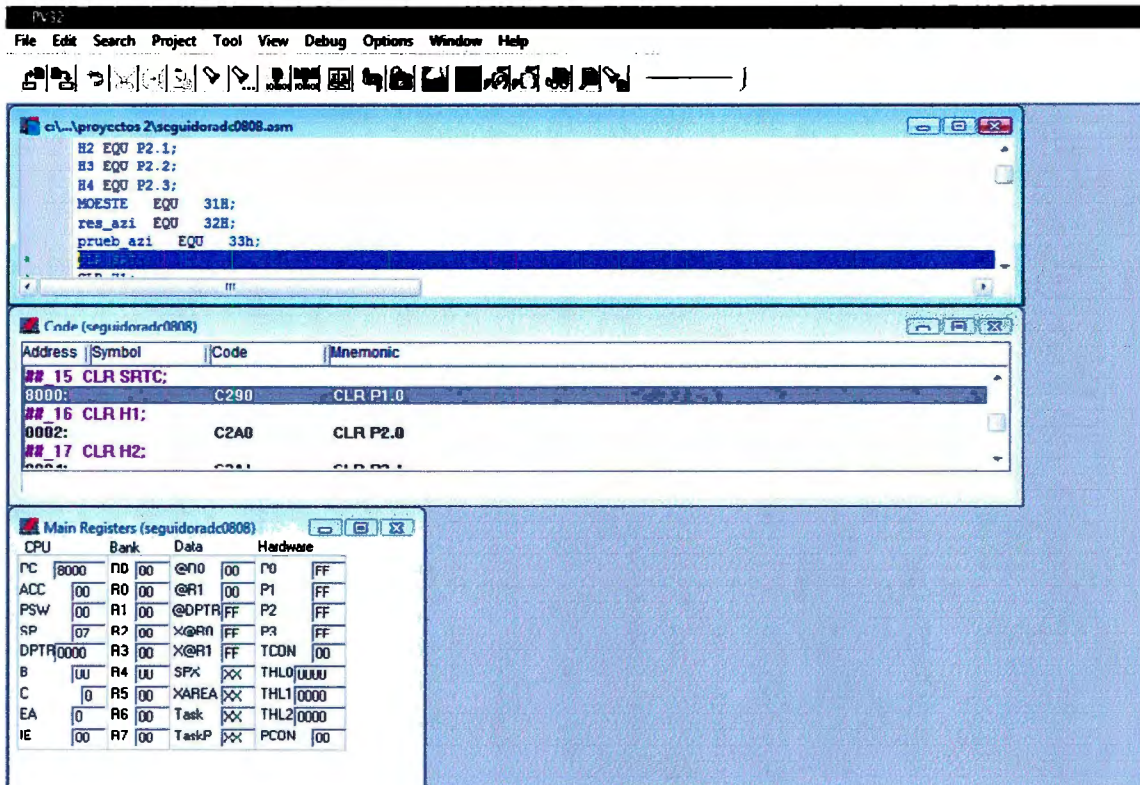 PV32
File Edit Search Project Tool View Debug Options Window Help
c:\...\proyectos 2\seguidoradc0808.asm
H2 EQU P2.1;
H3 EQU P2.2;
H4 EQU P2.3;
MOESTE EQU 31H;
res_azi EQU 32H;
prueb_azi EQU 33h;
Code (seguidoradc0808)
Address Symbol Code Mnemonic
##_15 CLR SRTC;
8000: C290 CLR P1.0
##_16 CLR H1;
0002: C2A0 CLR P2.0
##_17 CLR H2;
Main Registers (seguidoradc0808)
CPU Bank Data Hardware
PC 8000 00 00 FF
ACC 00 R0 00 @R1 00 P1 FF
PSW 00 R1 00 @DPTR FF P2 FF
SP 07 R2 00 X@R0 FF P3 FF
DPTR 0000 R3 00 X@R1 FF TCON 00
B 00 R4 00 SPX XX THL0 0000
C 0 R5 00 XAREA XX THL1 0000
EA 0 R6 00 Task XX THL2 0000
IE 00 R7 00 TaskP XX PCON 00